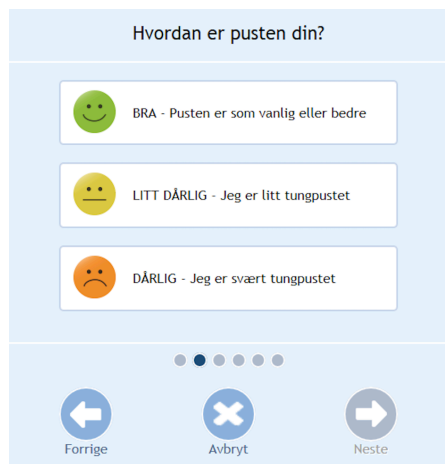 Hvordan er pusten din?
BRA - Pusten er som vanlig eller bedre
LITT DÅRLIG - Jeg er litt tungpustet
DÅRLIG - Jeg er svært tungpustet
Forrige
Avbryt
Neste